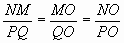 NM/PQ = MO/QO = NO/PO